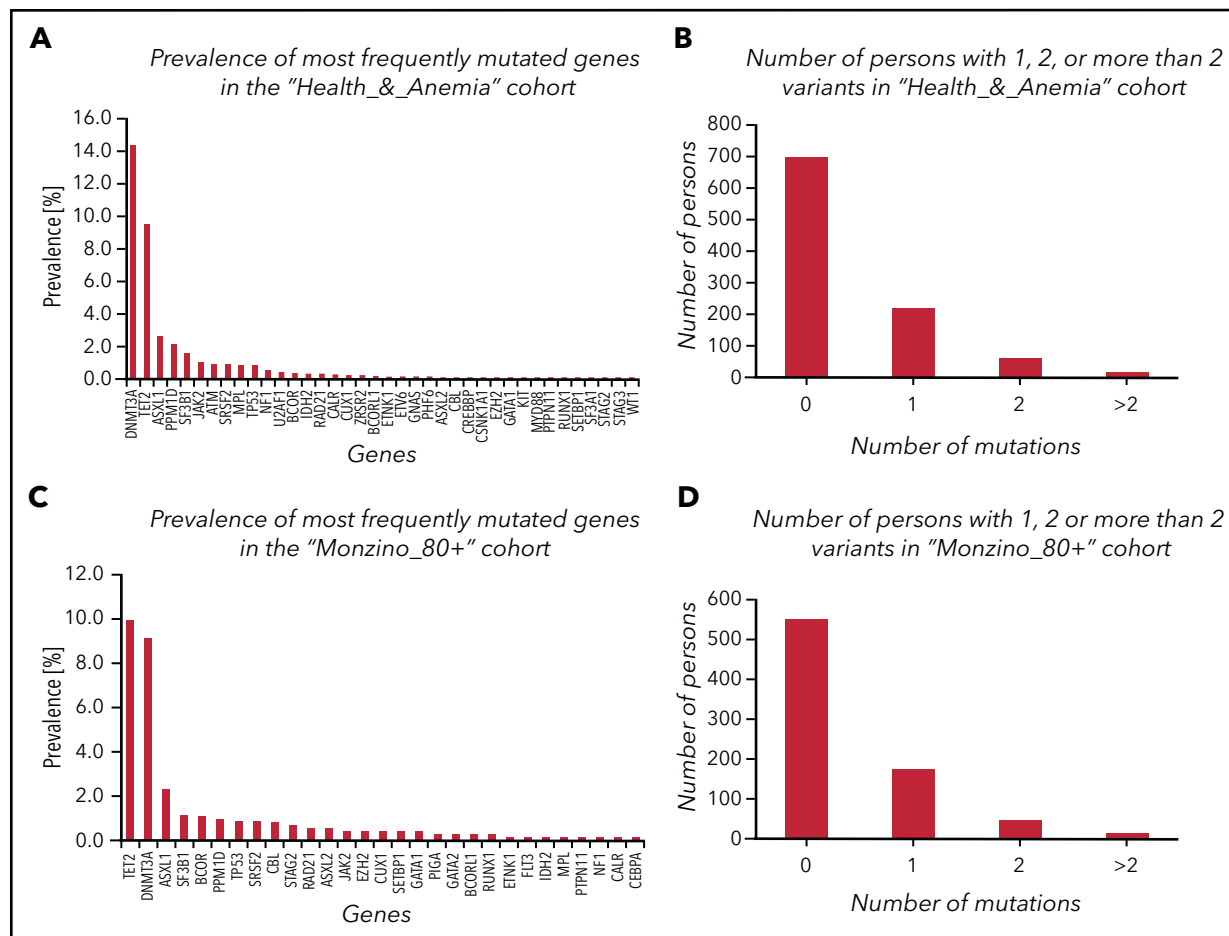 A
Prevalence of most frequently mutated genes
in the "Health_&_Anemia" cohort
Prevalence [%]
16.0
14.0
12.0
10.0
8.0
6.0
4.0
2.0
0.0
DNMT3A
TET2
ASXL1
PPM1D
SF3B1
JAK2
ATM
SRSF2
MPL
TP53
NF1
U2AF1
BCOR
IDH2
RAD21
CALR
CUX1
ZRSR2
BCORL1
ETNK1
ETV6
GNAS
PHF6
ASXL2
CBL
CREBBP
CSNK1A1
EZH2
GATA1
KIT
MYD88
PTPN11
RUNX1
SETBP1
SF3A1
STAG2
STAG3
WT1
Genes
B
Number of persons with 1, 2, or more than 2
variants in "Health_&_Anemia" cohort
Number of persons
800
700
600
500
400
300
200
100
0
0 1 2 >2
Number of mutations
C
Prevalence of most frequently mutated genes
in the "Monzino_80+" cohort
Prevalence [%]
12.0
10.0
8.0
6.0
4.0
2.0
0.0
TET2
DNMT3A
ASXL1
SF3B1
BCOR
PPM1D
TP53
SRSF2
CBL
STAG2
RAD21
ASXL2
JAK2
EZH2
CUX1
SETBP1
GATA1
PIGA
GATA2
BCORL1
RUNX1
ETNK1
FLT3
IDH2
MPL
PTPN11
NF1
CALR
CEBPA
Genes
D
Number of persons with 1, 2 or more than 2
variants in "Monzino_80+" cohort
Number of persons
600
500
400
300
200
100
0
0 1 2 >2
Number of mutations